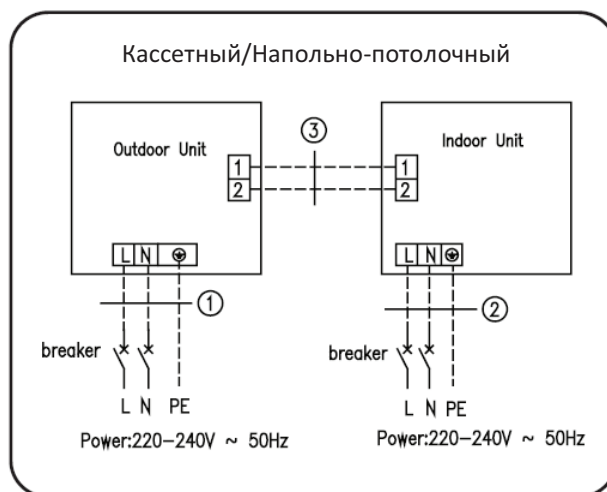 Кассетный/Напольно-потолочный
Outdoor Unit
Indoor Unit
③
1
2
1
2
L N
L N
①
②
breaker
breaker
L N PE
L N PE
Power:220–240V ~ 50Hz
Power:220–240V ~ 50Hz